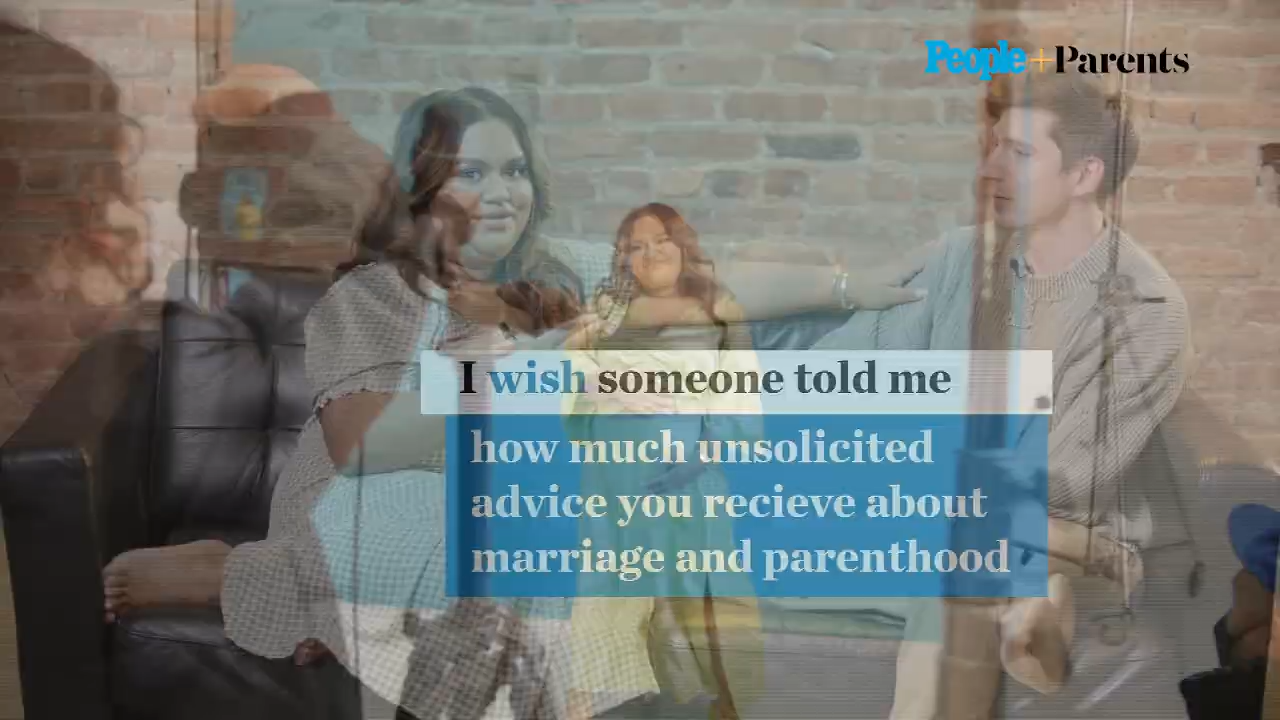 People+Parents
I wish someone told me
how much unsolicited
advice you recieve about
marriage and parenthood